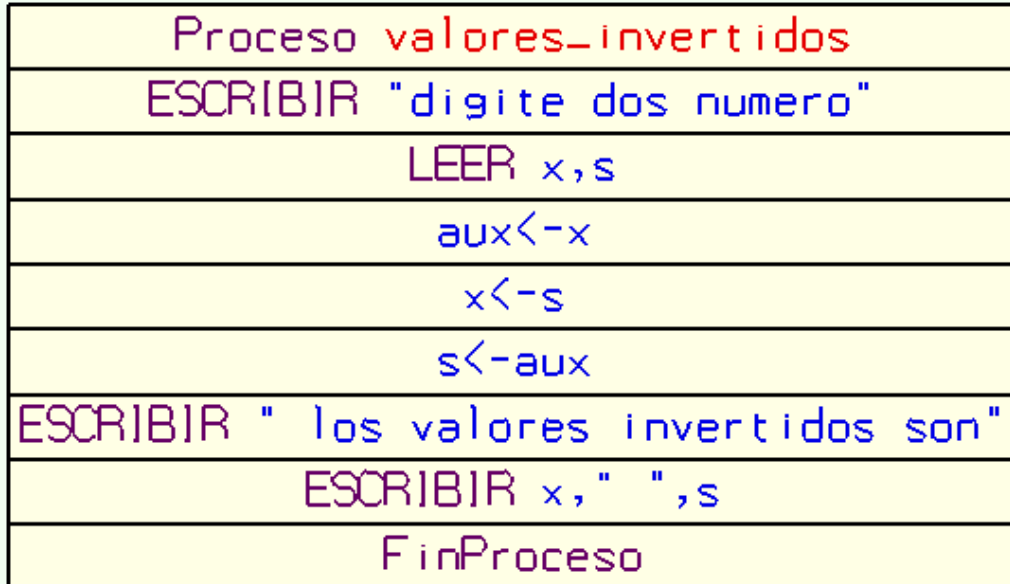 Proceso valores_invertidos
ESCRIBIR "digite dos numero"
LEER x,s
aux<-x
x<-s
s<-aux
ESCRIBIR " los valores invertidos son"
ESCRIBIR x," ",s
FinProceso